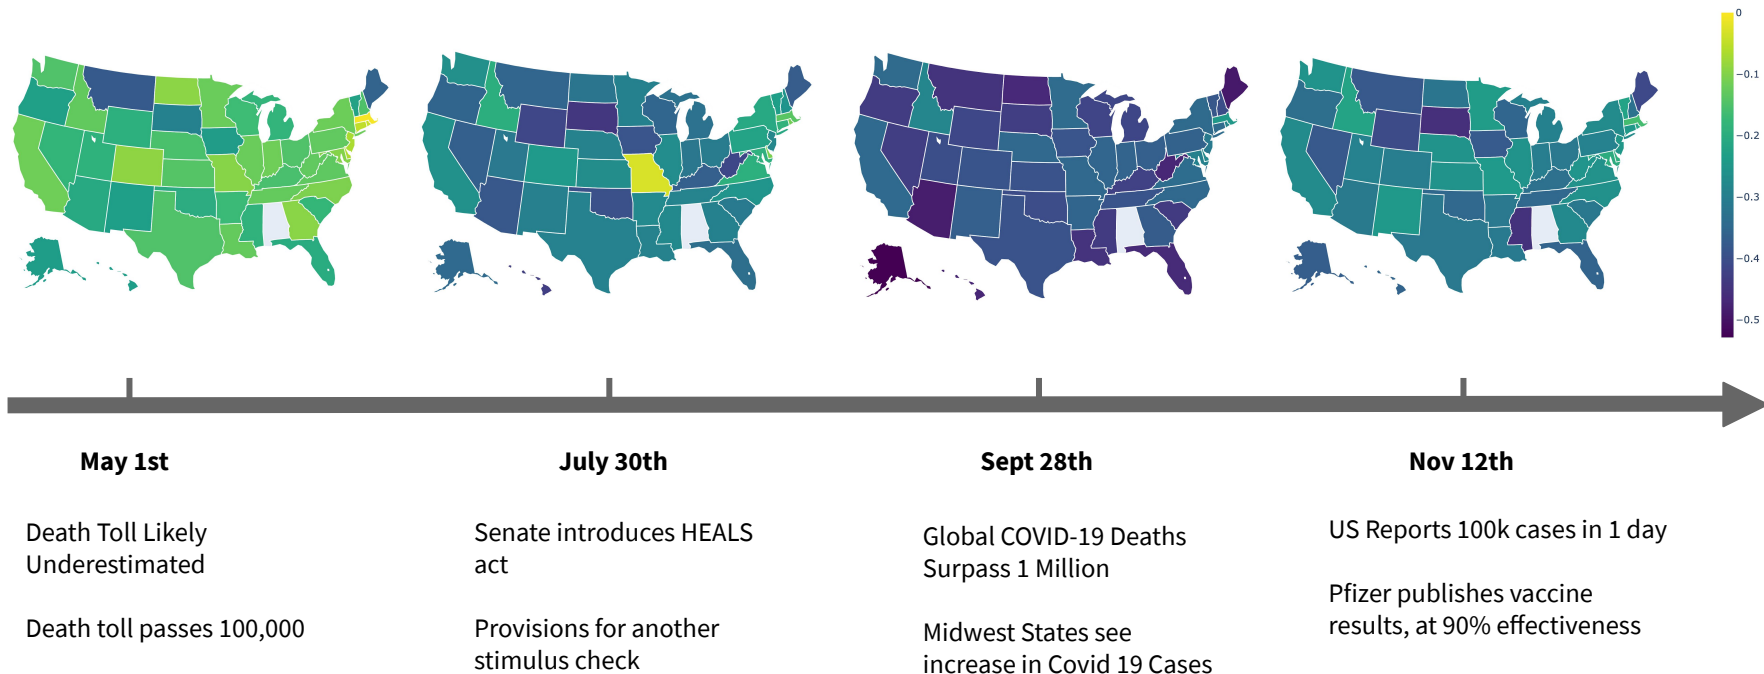 0
−0.1
−0.2
−0.3
−0.4
−0.5
May 1st
July 30th
Sept 28th
Nov 12th
Death Toll Likely
Underestimated
Death toll passes 100,000
Senate introduces HEALS
act
Provisions for another
stimulus check
Global COVID-19 Deaths
Surpass 1 Million
Midwest States see
increase in Covid 19 Cases
US Reports 100k cases in 1 day
Pfizer publishes vaccine
results, at 90% effectiveness